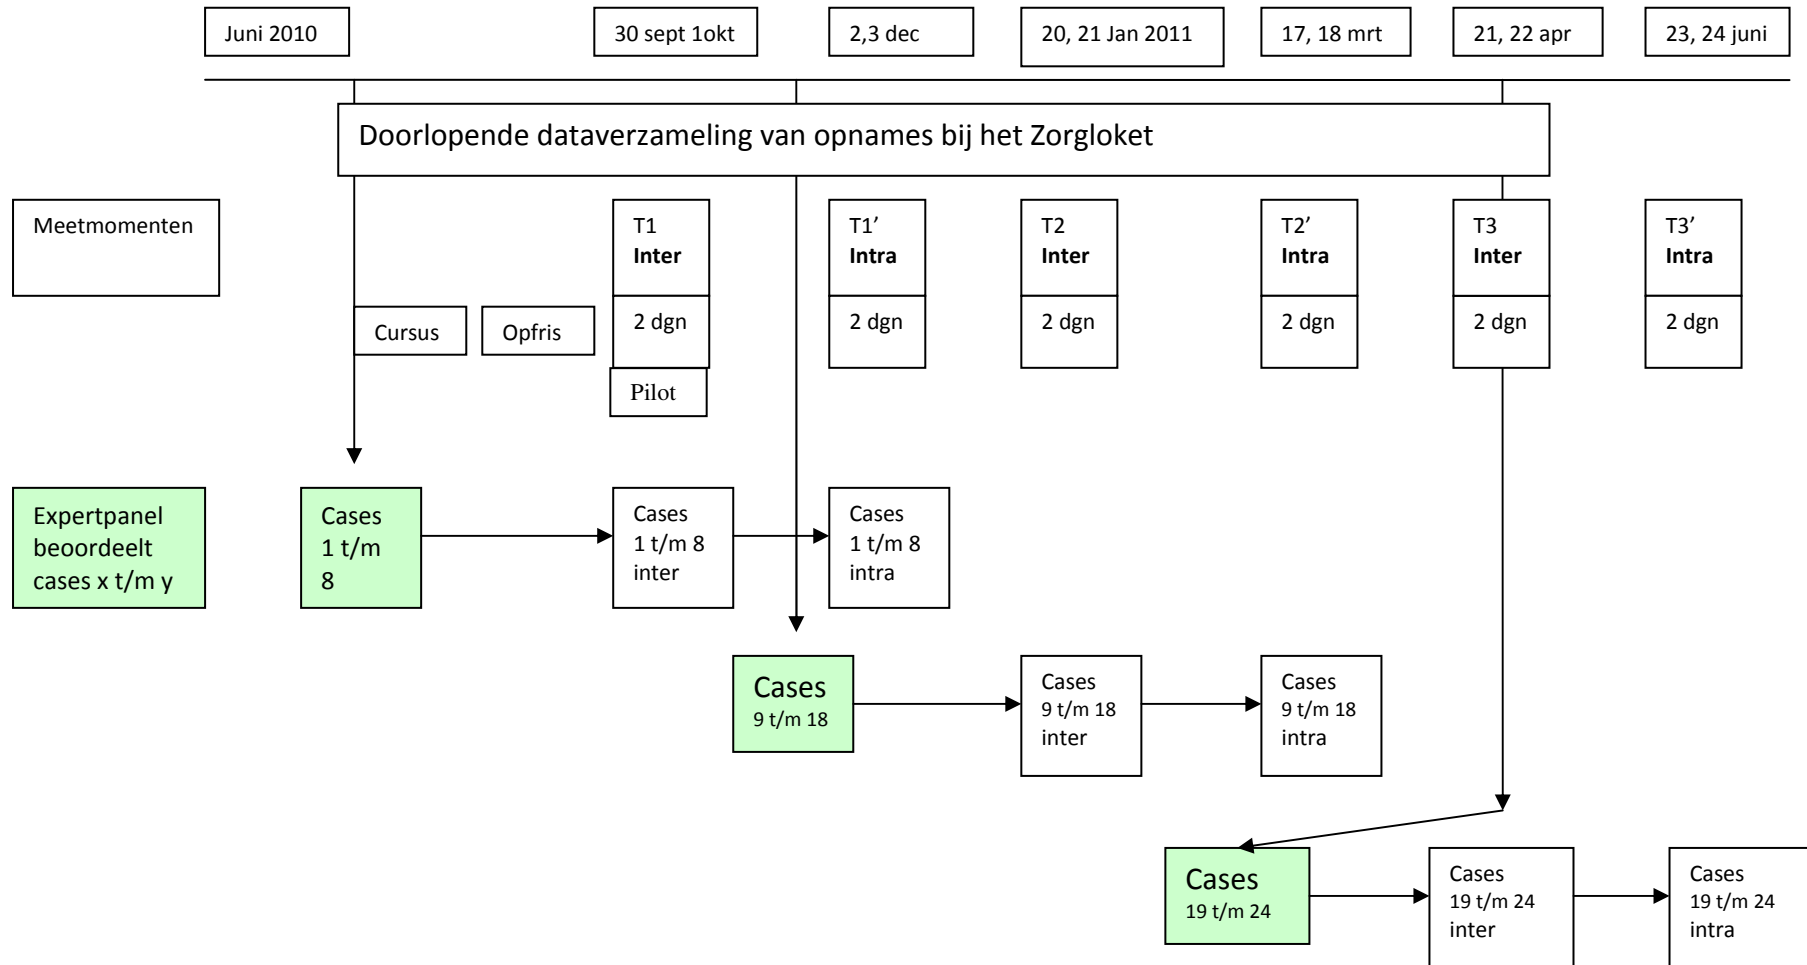 Juni 2010
30 sept 1okt
2,3 dec
20, 21 Jan 2011
17, 18 mrt
21, 22 apr
23, 24 juni
Doorlopende dataverzameling van opnames bij het Zorgloket
Meetmomenten
T1
Inter
T1’
Intra
T2
Inter
T2’
Intra
T3
Inter
T3’
Intra
Cursus
Opfris
2 dgn
2 dgn
2 dgn
2 dgn
2 dgn
2 dgn
Pilot
Expertpanel
beoordeelt
cases x t/m y
Cases
1 t/m
8
Cases
1 t/m 8
inter
Cases
1 t/m 8
intra
Cases
9 t/m 18
Cases
9 t/m 18
inter
Cases
9 t/m 18
intra
Cases
19 t/m 24
Cases
19 t/m 24
inter
Cases
19 t/m 24
intra